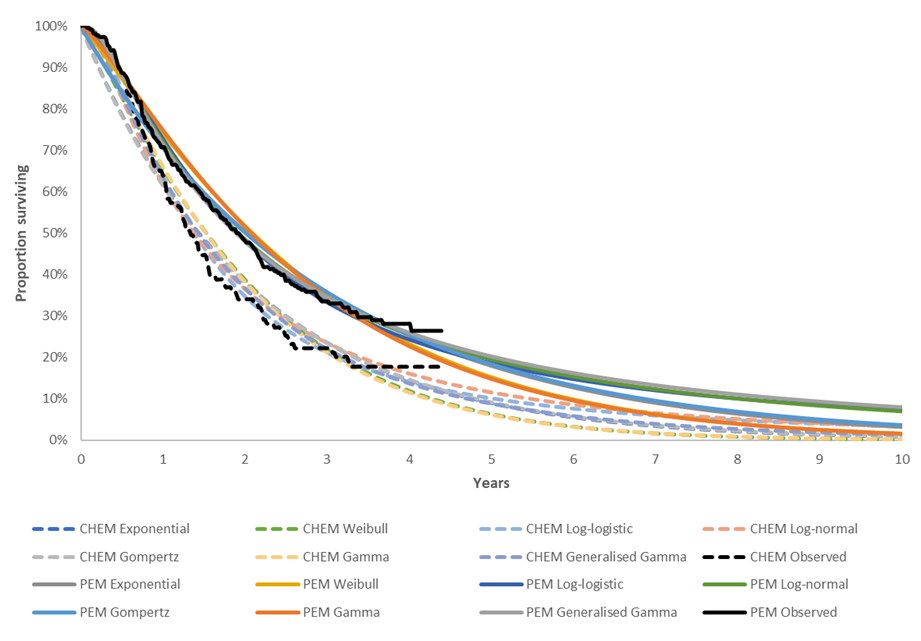 100%
90%
80%
70%
60%
50%
40%
30%
20%
10%
0%
Proportion surviving
0 1 2 3 4 5 6 7 8 9 10
Years
CHEM Exponential CHEM Weibull CHEM Log-logistic CHEM Log-normal
CHEM Gompertz CHEM Gamma CHEM Generalised Gamma CHEM Observed
PEM Exponential PEM Weibull PEM Log-logistic PEM Log-normal
PEM Gompertz PEM Gamma PEM Generalised Gamma PEM Observed